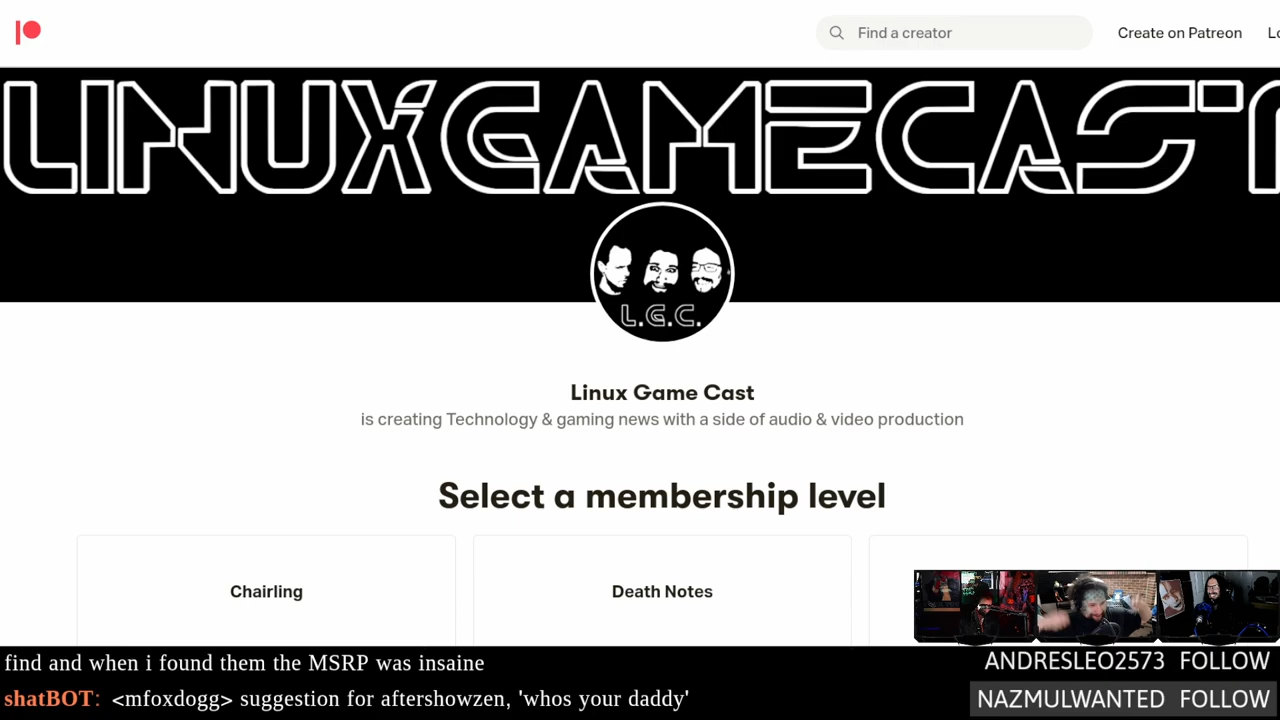 Find a creator
Create on Patreon
LINUXGAMECAST
L.G.C.
Linux Game Cast
is creating Technology & gaming news with a side of audio & video production
Select a membership level
Chairling
Death Notes
find and when i found them the MSRP was insaine
shatBOT: <mfoxdogg> suggestion for aftershowzen, 'whos your daddy'
ANDRESLEO2573 FOLLOW
NAZMULWANTED FOLLOW